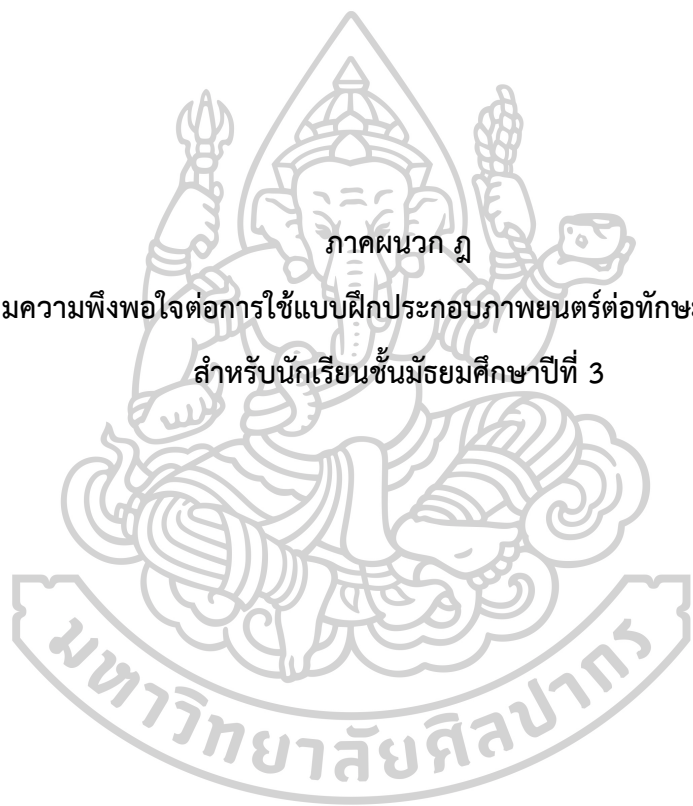 ภาคผนวก ฎ
มความพึงพอใจต่อการใช้แบบฝึกประกอบภาพยนตร์ต่อทักษะ
สำหรับนักเรียนชั้นมัธยมศึกษาปีที่ 3
มหาวิทยาลัยศิลปากร